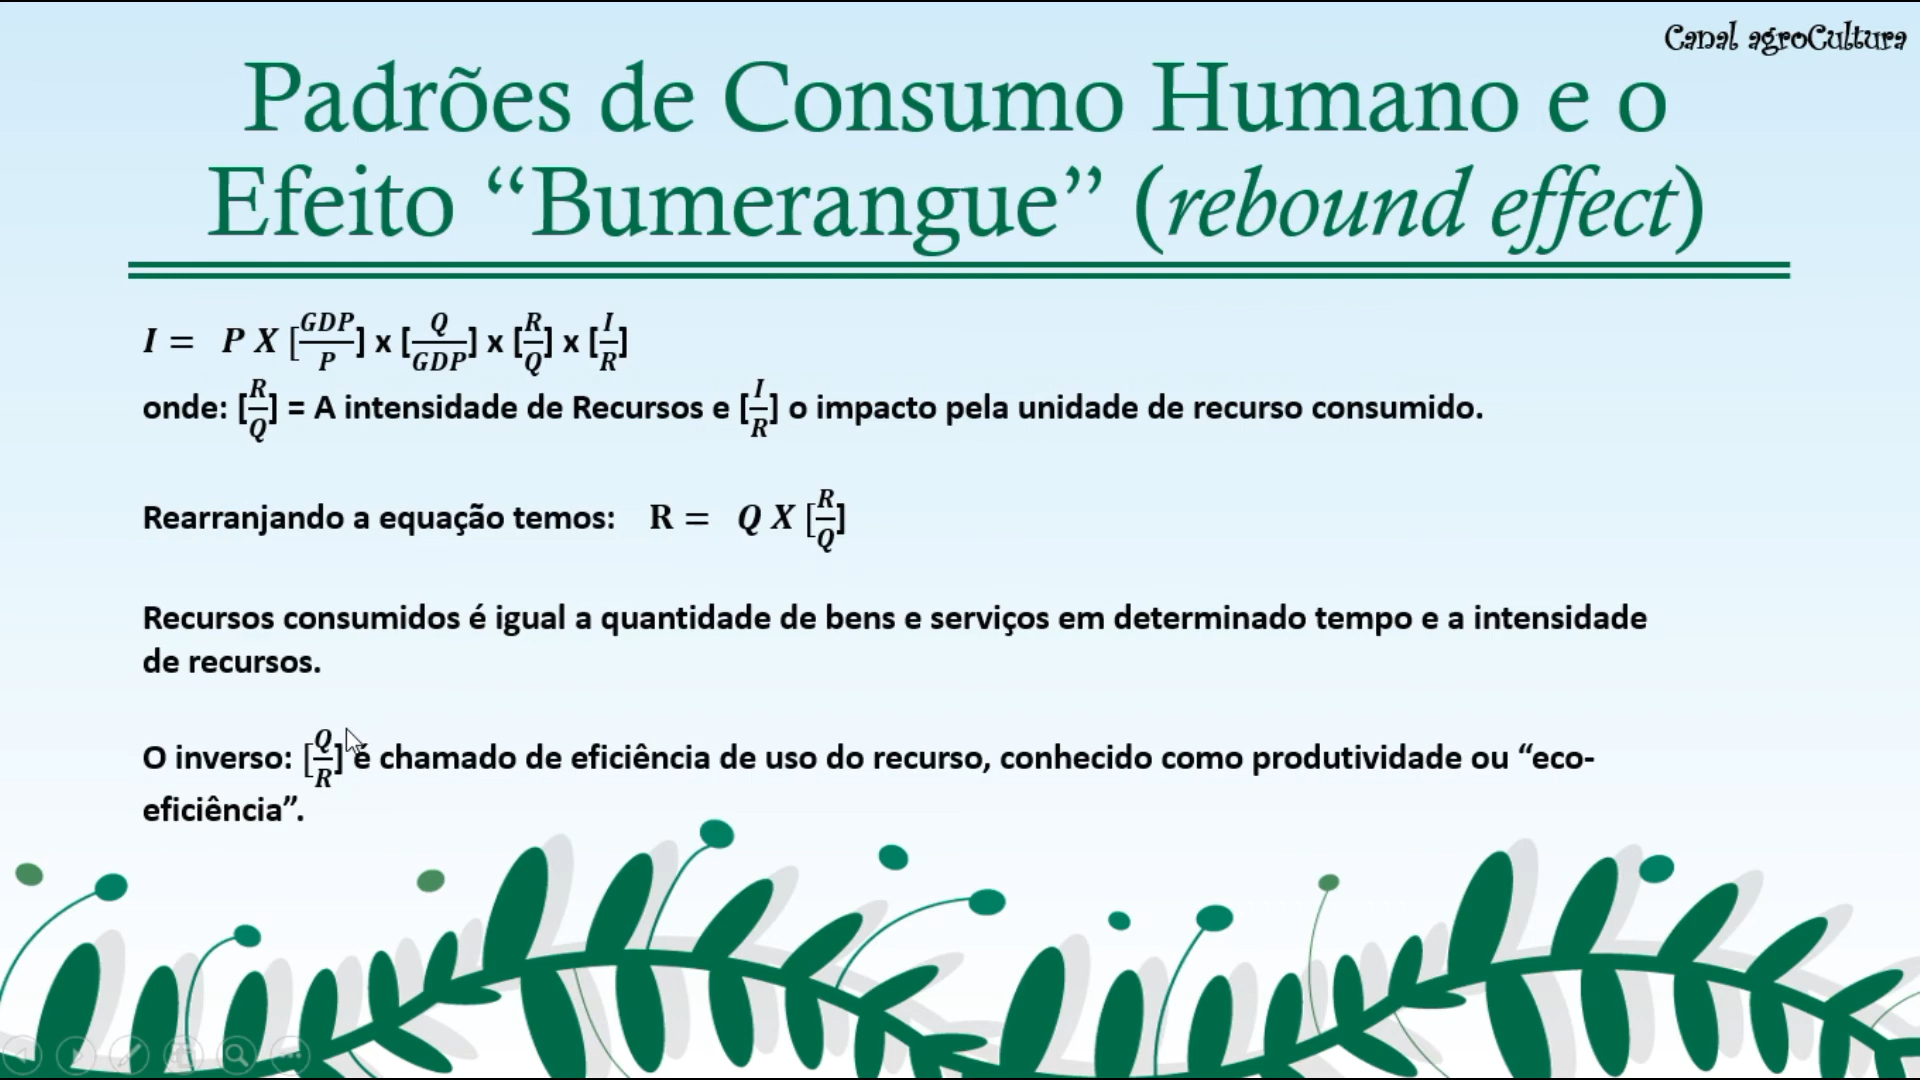 Canal agroCultura
Padrões de Consumo Humano e o
Efeito “Bumerangue” (rebound effect)
I = P X [GDP/P] x [Q/GDP] x [R/Q] x [I/R]
onde: [R/Q] = A intensidade de Recursos e [I/R] o impacto pela unidade de recurso consumido.
Rearranjando a equação temos: R = Q X [R/Q]
Recursos consumidos é igual a quantidade de bens e serviços em determinado tempo e a intensidade
de recursos.
O inverso: [Q/R] é chamado de eficiência de uso do recurso, conhecido como produtividade ou “eco-
eficiência”.